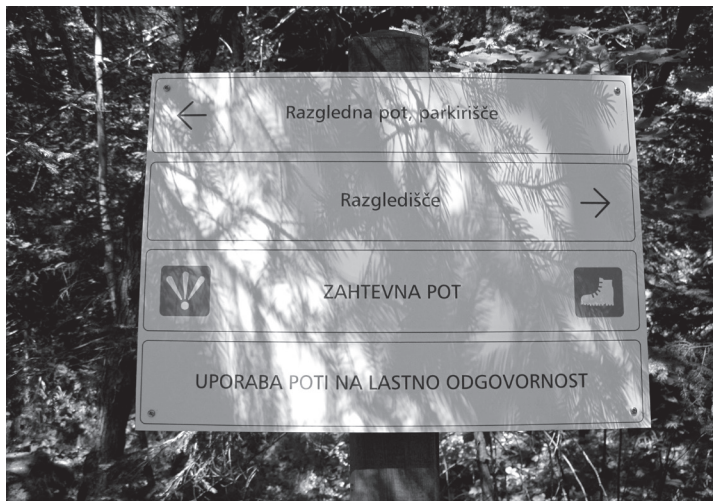 Razgledna pot, parkirišče
Razgledišče
ZAHTEVNA POT
UPORABA POTI NA LASTNO ODGOVORNOST